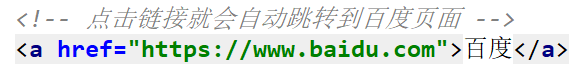 <!-- 点击链接就会自动跳转到百度页面 -->
<a href="https://www.baidu.com">百度</a>